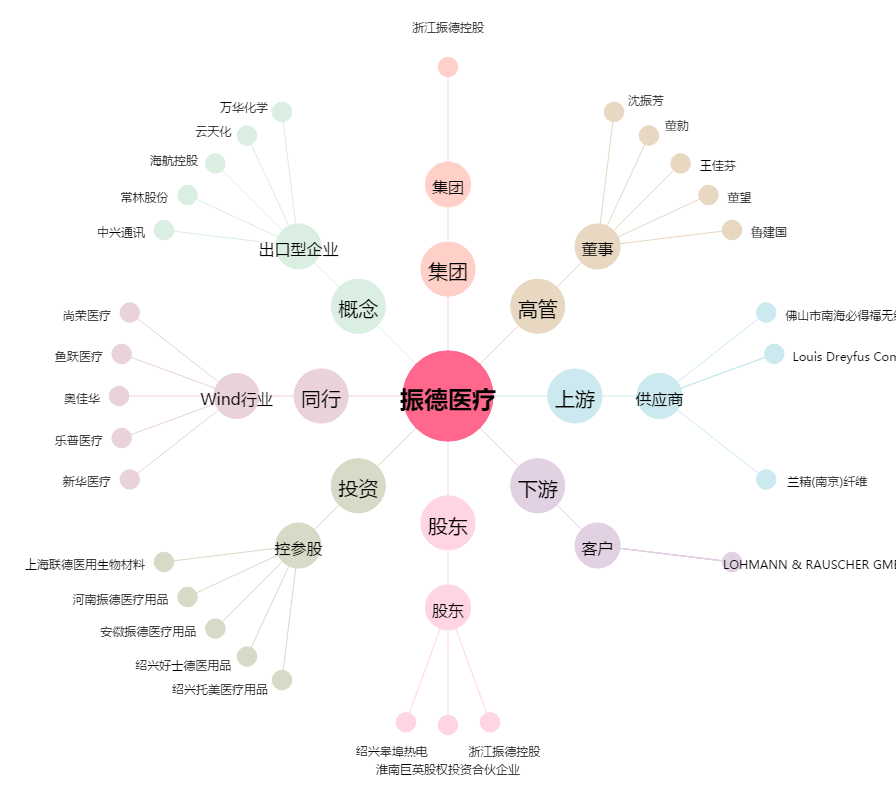 浙江振德控股
万华化学
云天化
海航控股
常林股份
中兴通讯
出口型企业
概念
集团
集团
沈振芳
董勍
王佳芬
董望
鲁建国
董事
高管
尚荣医疗
鱼跃医疗
奥佳华
乐普医疗
新华医疗
Wind行业
同行
振德医疗
上游
供应商
佛山市南海必得福无纺
Louis Dreyfus Com
兰精(南京)纤维
投资
控参股
上海联德医用生物材料
河南振德医疗用品
安徽振德医疗用品
绍兴好士德医用品
绍兴托美医疗用品
股东
股东
绍兴皋埠热电
浙江振德控股
淮南巨英股权投资合伙企业
下游
客户
LOHMANN & RAUSCHER GMB